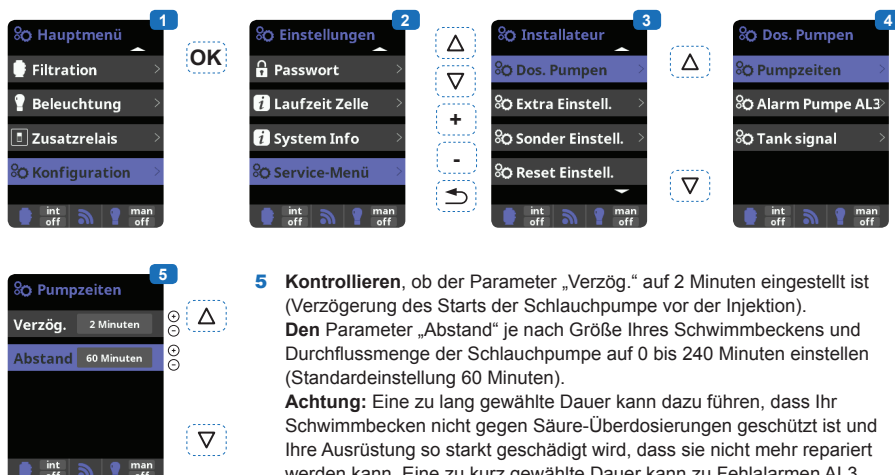 1
Hauptmenü
Filtration
Beleuchtung
Zusatzrelais
Konfiguration
int
off
man
off
OK
2
Einstellungen
Passwort
Laufzeit Zelle
System Info
Service-Menü
int
off
man
off
+
-
3
Installateur
Dos. Pumpen
Extra Einstell.
Sonder Einstell.
Reset Einstell.
int
off
man
off
4
Dos. Pumpen
Pumpzeiten
Alarm Pumpe AL3
Tank signal
int
off
man
off
5
Pumpzeiten
Verzög. 2 Minuten
Abstand 60 Minuten
int
off
man
off
5 Kontrollieren, ob der Parameter „Verzög.“ auf 2 Minuten eingestellt ist
(Verzögerung des Starts der Schlauchpumpe vor der Injektion).
Den Parameter „Abstand“ je nach Größe Ihres Schwimmbeckens und
Durchflussmenge der Schlauchpumpe auf 0 bis 240 Minuten einstellen
(Standardeinstellung 60 Minuten).
Achtung: Eine zu lang gewählte Dauer kann dazu führen, dass Ihr
Schwimmbecken nicht gegen Säure-Überdosierungen geschützt ist und
Ihre Ausrüstung so starkt geschädigt wird, dass sie nicht mehr repariert
werden kann. Eine zu kurz gewählte Dauer kann zu Fehlalarmen AL3